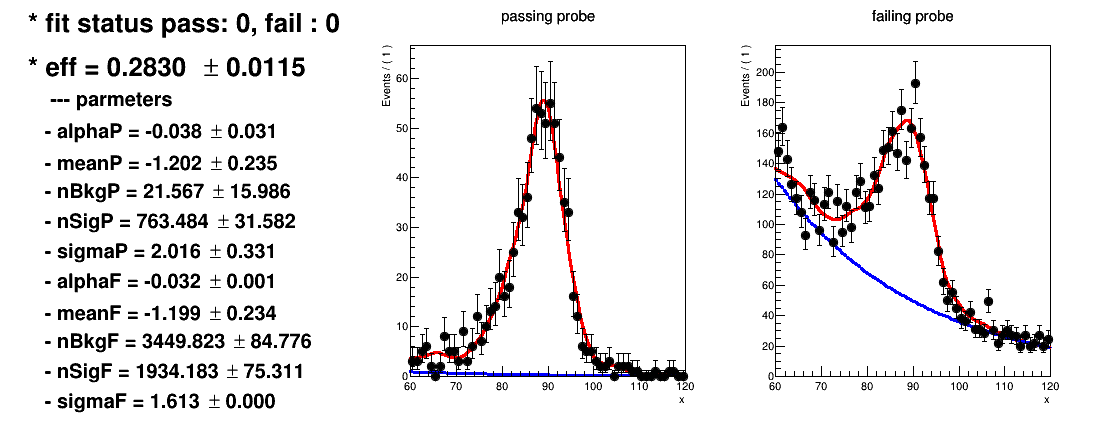 * fit status pass: 0, fail : 0
* eff = 0.2830 ± 0.0115
--- parmeters
- alphaP = -0.038 ± 0.031
- meanP = -1.202 ± 0.235
- nBkgP = 21.567 ± 15.986
- nSigP = 763.484 ± 31.582
- sigmaP = 2.016 ± 0.331
- alphaF = -0.032 ± 0.001
- meanF = -1.199 ± 0.234
- nBkgF = 3449.823 ± 84.776
- nSigF = 1934.183 ± 75.311
- sigmaF = 1.613 ± 0.000
passing probe
Events / ( 1 )
60
50
40
30
20
10
0
60 70 80 90 100 110 120
x
failing probe
Events / ( 1 )
200
180
160
140
120
100
80
60
40
20
0
60 70 80 90 100 110 120
x